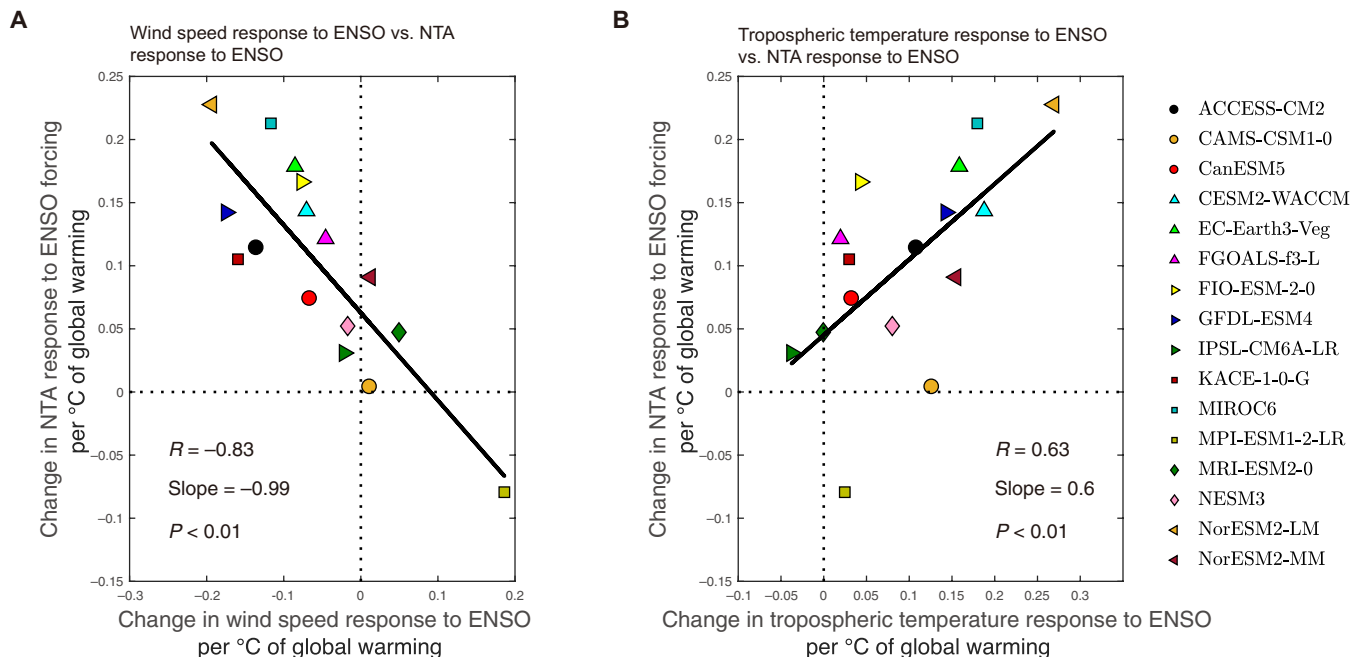 A
Wind speed response to ENSO vs. NTA
response to ENSO
0.25
0.2
0.15
0.1
0.05
0
−0.05
−0.1
−0.15
Change in NTA response to ENSO forcing
per °C of global warming
R = −0.83
Slope = −0.99
P < 0.01
−0.3
−0.2
−0.1
0
0.1
0.2
Change in wind speed response to ENSO
per °C of global warming
B
Tropospheric temperature response to ENSO
vs. NTA response to ENSO
0.25
0.2
0.15
0.1
0.05
0
−0.05
−0.1
−0.15
Change in NTA response to ENSO forcing
per °C of global warming
R = 0.63
Slope = 0.6
P < 0.01
−0.1
−0.05
0
0.05
0.1
0.15
0.2
0.25
0.3
Change in tropospheric temperature response to ENSO
per °C of global warming
ACCESS-CM2
CAMS-CSM1-0
CanESM5
CESM2-WACCM
EC-Earth3-Veg
FGOALS-f3-L
FIO-ESM-2-0
GFDL-ESM4
IPSL-CM6A-LR
KACE-1-0-G
MIROC6
MPI-ESM1-2-LR
MRI-ESM2-0
NESM3
NorESM2-LM
NorESM2-MM